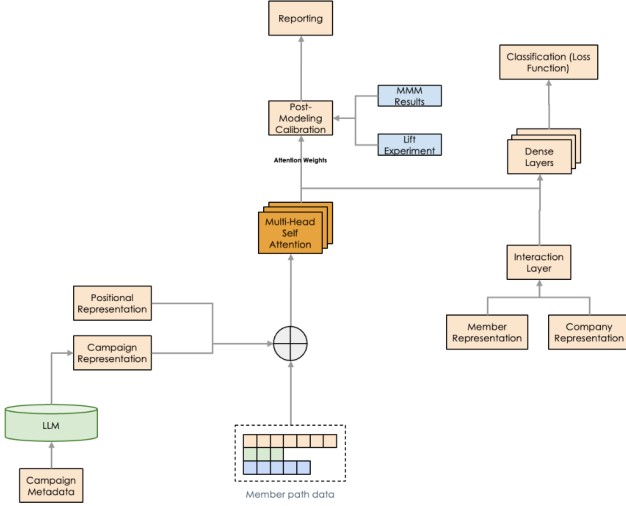 Reporting
Classification (Loss
Function)
Post-
Modeling
Calibration
MMM
Results
Lift
Experiment
Attention Weights
Dense
Layers
Multi-Head
Self
Attention
Interaction
Layer
Positional
Representation
Member
Representation
Company
Representation
Campaign
Representation
LLM
Campaign
Metadata
Member path data